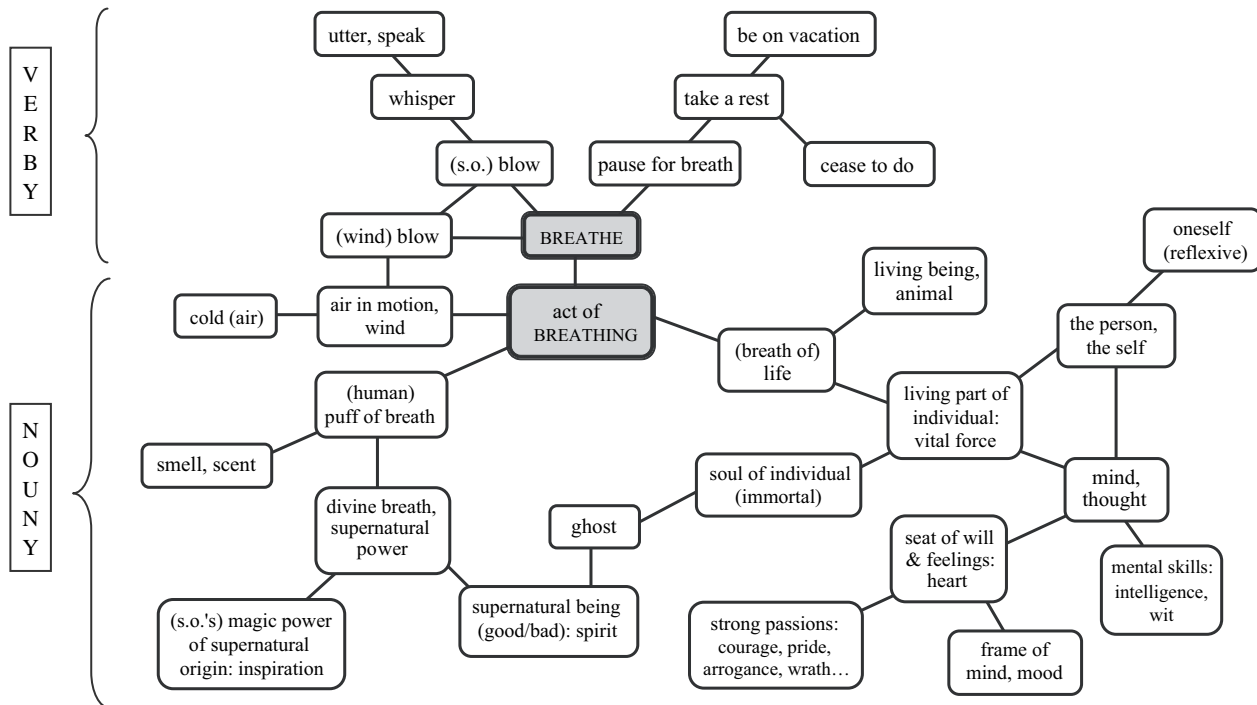 VERBY
utter, speak
be on vacation
whisper
take a rest
(s.o.) blow
pause for breath
cease to do
(wind) blow
BREATHE
oneself
(reflexive)
living being,
animal
cold (air)
air in motion,
wind
act of
BREATHING
the person,
the self
(breath of)
life
NOUNY
(human)
puff of breath
living part of
individual:
vital force
smell, scent
soul of individual
(immortal)
mind,
thought
divine breath,
supernatural
power
ghost
seat of will
& feelings:
heart
mental skills:
intelligence,
wit
(s.o.'s) magic power
of supernatural
origin: inspiration
supernatural being
(good/bad): spirit
strong passions:
courage, pride,
arrogance, wrath…
frame of
mind, mood